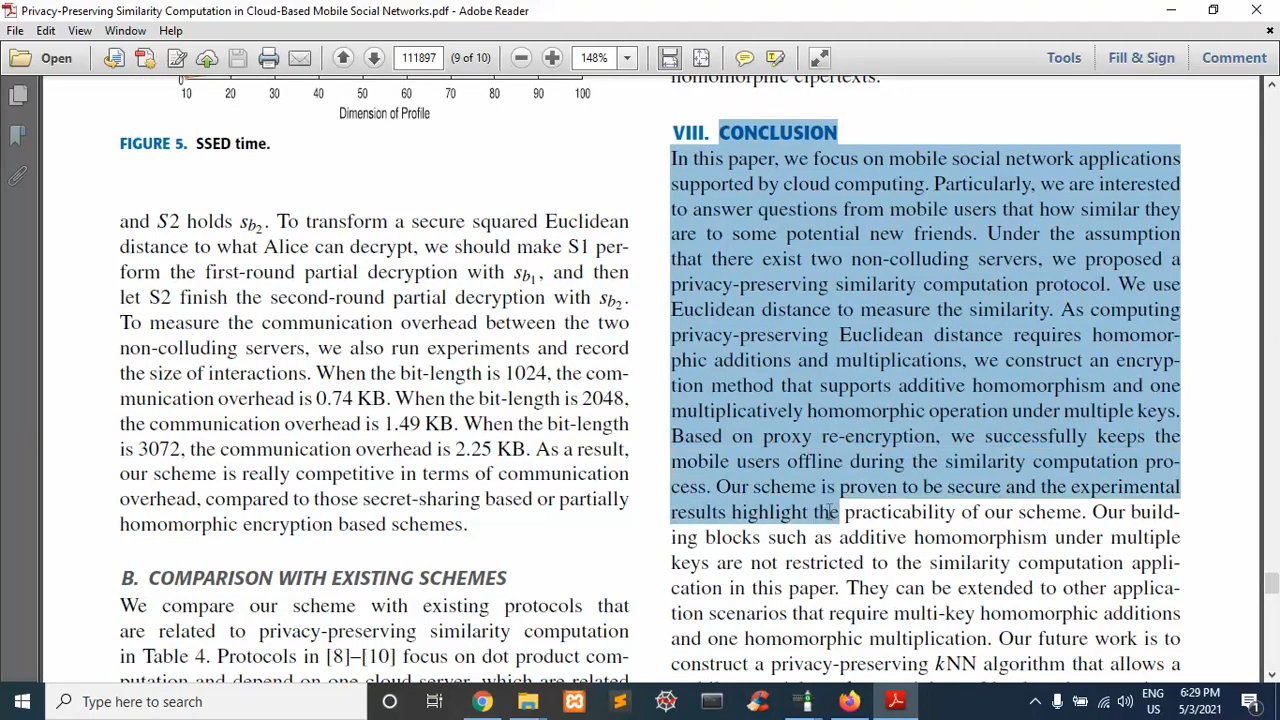 Privacy-Preserving Similarity Computation in Cloud-Based Mobile Social Networks.pdf - Adobe Reader
File Edit View Window Help
Open 111897 (9 of 10) 148% Tools Fill & Sign Comment
10 20 30 40 50 60 70 80 90 100
Dimension of Profile
FIGURE 5. SSED time.
and S2 holds sb2. To transform a secure squared Euclidean
distance to what Alice can decrypt, we should make S1 per-
form the first-round partial decryption with sb1, and then
let S2 finish the second-round partial decryption with sb2.
To measure the communication overhead between the two
non-colluding servers, we also run experiments and record
the size of interactions. When the bit-length is 1024, the com-
munication overhead is 0.74 KB. When the bit-length is 2048,
the communication overhead is 1.49 KB. When the bit-length
is 3072, the communication overhead is 2.25 KB. As a result,
our scheme is really competitive in terms of communication
overhead, compared to those secret-sharing based or partially
homomorphic encryption based schemes.
B. COMPARISON WITH EXISTING SCHEMES
We compare our scheme with existing protocols that
are related to privacy-preserving similarity computation
in Table 4. Protocols in [8]–[10] focus on dot product com-
putation and depend on one cloud server, which are related
homomorphic cipertexts.
VIII. CONCLUSION
In this paper, we focus on mobile social network applications
supported by cloud computing. Particularly, we are interested
to answer questions from mobile users that how similar they
are to some potential new friends. Under the assumption
that there exist two non-colluding servers, we proposed a
privacy-preserving similarity computation protocol. We use
Euclidean distance to measure the similarity. As computing
privacy-preserving Euclidean distance requires homomor-
phic additions and multiplications, we construct an encryp-
tion method that supports additive homomorphism and one
multiplicatively homomorphic operation under multiple keys.
Based on proxy re-encryption, we successfully keeps the
mobile users offline during the similarity computation pro-
cess. Our scheme is proven to be secure and the experimental
results highlight the practicability of our scheme. Our build-
ing blocks such as additive homomorphism under multiple
keys are not restricted to the similarity computation appli-
cation in this paper. They can be extended to other applica-
tion scenarios that require multi-key homomorphic additions
and one homomorphic multiplication. Our future work is to
construct a privacy-preserving kNN algorithm that allows a
Type here to search
ENG
US
6:29 PM
5/3/2021
1